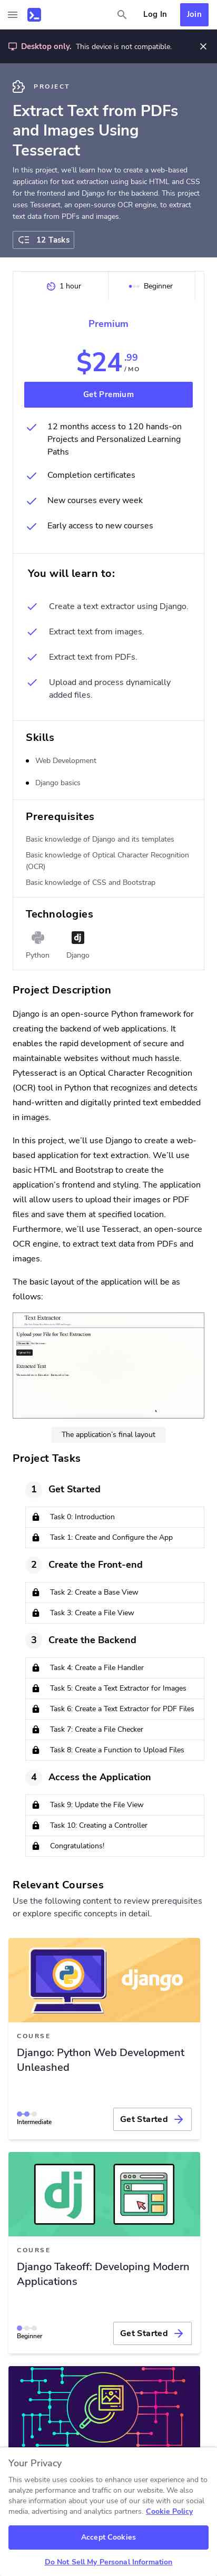 Log In
Join
Desktop only. This device is not compatible.
PROJECT
Extract Text from PDFs
and Images Using
Tesseract
In this project, we'll learn how to create a web-based
application for text extraction using basic HTML and CSS
for the frontend and Django for the backend. This project
uses Tesseract, an open-source OCR engine, to extract
text data from PDFs and images.
12 Tasks
1 hour
Beginner
Premium
$24.99
/MO
Get Premium
12 months access to 120 hands-on
Projects and Personalized Learning
Paths
Completion certificates
New courses every week
Early access to new courses
You will learn to:
Create a text extractor using Django.
Extract text from images.
Extract text from PDFs.
Upload and process dynamically
added files.
Skills
Web Development
Django basics
Prerequisites
Basic knowledge of Django and its templates
Basic knowledge of Optical Character Recognition
(OCR)
Basic knowledge of CSS and Bootstrap
Technologies
dj
Python
Django
Project Description
Django is an open-source Python framework for
creating the backend of web applications. It
enables the rapid development of secure and
maintainable websites without much hassle.
Pytesseract is an Optical Character Recognition
(OCR) tool in Python that recognizes and detects
hand-written and digitally printed text embedded
in images.
In this project, we'll use Django to create a web-
based application for text extraction. We'll use
basic HTML and Bootstrap to create the
application's frontend and styling. The application
will allow users to upload their images or PDF
files and save them at specified location.
Furthermore, we'll use Tesseract, an open-source
OCR engine, to extract text data from PDFs and
images.
The basic layout of the application will be as
follows:
Text Extractor
Upload your File for Text Extraction
Extracted Text
The application's final layout
Project Tasks
1 Get Started
Task 0: Introduction
Task 1: Create and Configure the App
2 Create the Front-end
Task 2: Create a Base View
Task 3: Create a File View
3 Create the Backend
Task 4: Create a File Handler
Task 5: Create a Text Extractor for Images
Task 6: Create a Text Extractor for PDF Files
Task 7: Create a File Checker
Task 8: Create a Function to Upload Files
4 Access the Application
Task 9: Update the File View
Task 10: Creating a Controller
Congratulations!
Relevant Courses
Use the following content to review prerequisites
or explore specific concepts in detail.
django
COURSE
Django: Python Web Development
Unleashed
Intermediate
Get Started
dj
COURSE
Django Takeoff: Developing Modern
Applications
Beginner
Get Started
Your Privacy
This website uses cookies to enhance user experience and to
analyze performance and traffic on our website. We also
share information about your use of our site with our social
media, advertising and analytics partners. Cookie Policy
Accept Cookies
Do Not Sell My Personal Information